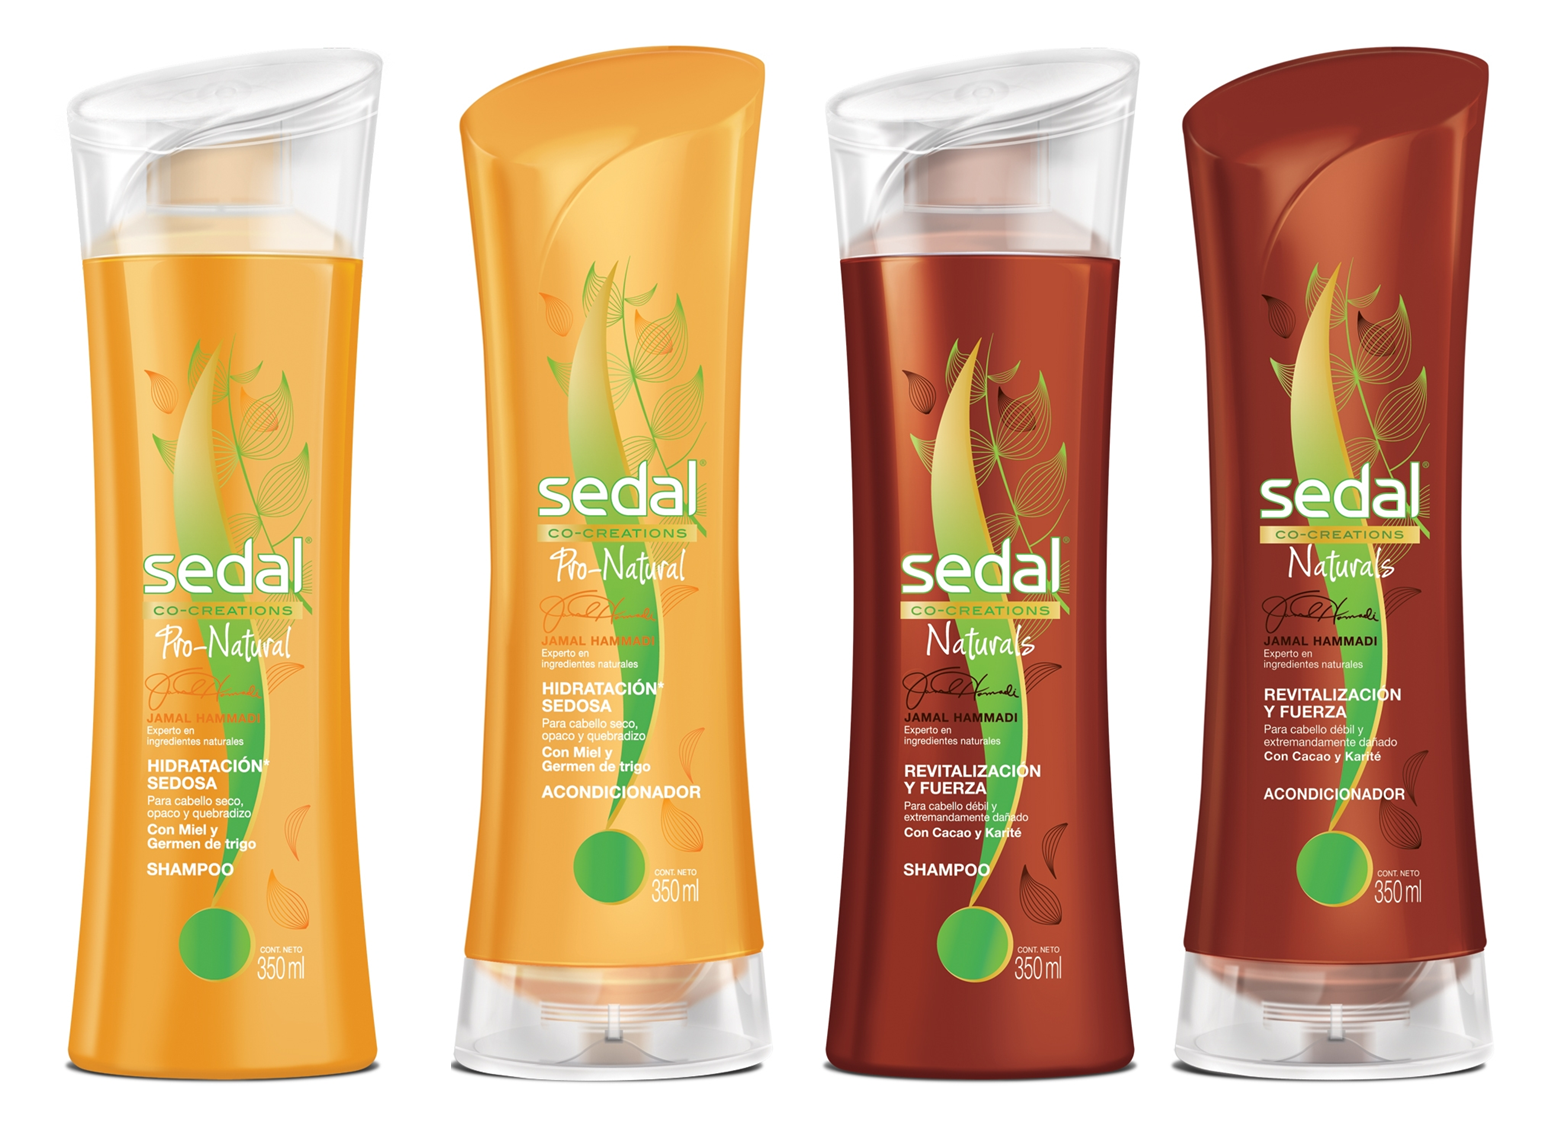 sedal®
CO-CREATIONS
Pro-Natural
JAMAL HAMMADI
Experto en
ingredientes naturales
HIDRATACIÓN*
SEDOSA
Para cabello seco,
opaco y quebradizo
Con Miel y
Germen de trigo
SHAMPOO
CONT. NETO
350 ml
sedal®
CO-CREATIONS
Pro-Natural
JAMAL HAMMADI
Experto en
ingredientes naturales
HIDRATACIÓN*
SEDOSA
Para cabello seco,
opaco y quebradizo
Con Miel y
Germen de trigo
ACONDICIONADOR
CONT. NETO
350 ml
sedal®
CO-CREATIONS
Naturals
JAMAL HAMMADI
Experto en
ingredientes naturales
REVITALIZACIÓN
Y FUERZA
Para cabello débil y
extremandamente dañado
Con Cacao y Karité
SHAMPOO
CONT. NETO
350 ml
sedal®
CO-CREATIONS
Naturals
JAMAL HAMMADI
Experto en
ingredientes naturales
REVITALIZACIÓN
Y FUERZA
Para cabello débil y
extremandamente dañado
Con Cacao y Karité
ACONDICIONADOR
CONT. NETO
350 ml